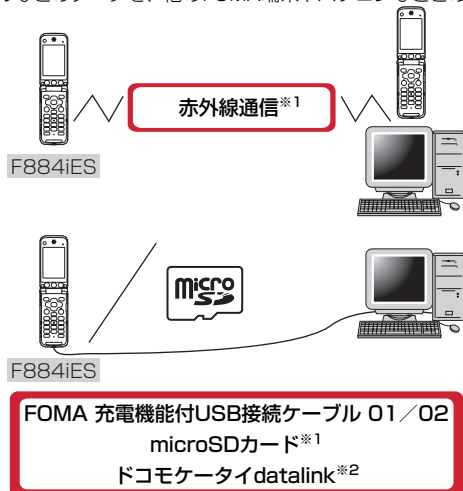 赤外線通信※1
F884iES
micro
SD
F884iES
FOMA 充電機能付USB接続ケーブル 01／02
microSDカード※1
ドコモケータイdatalink※2